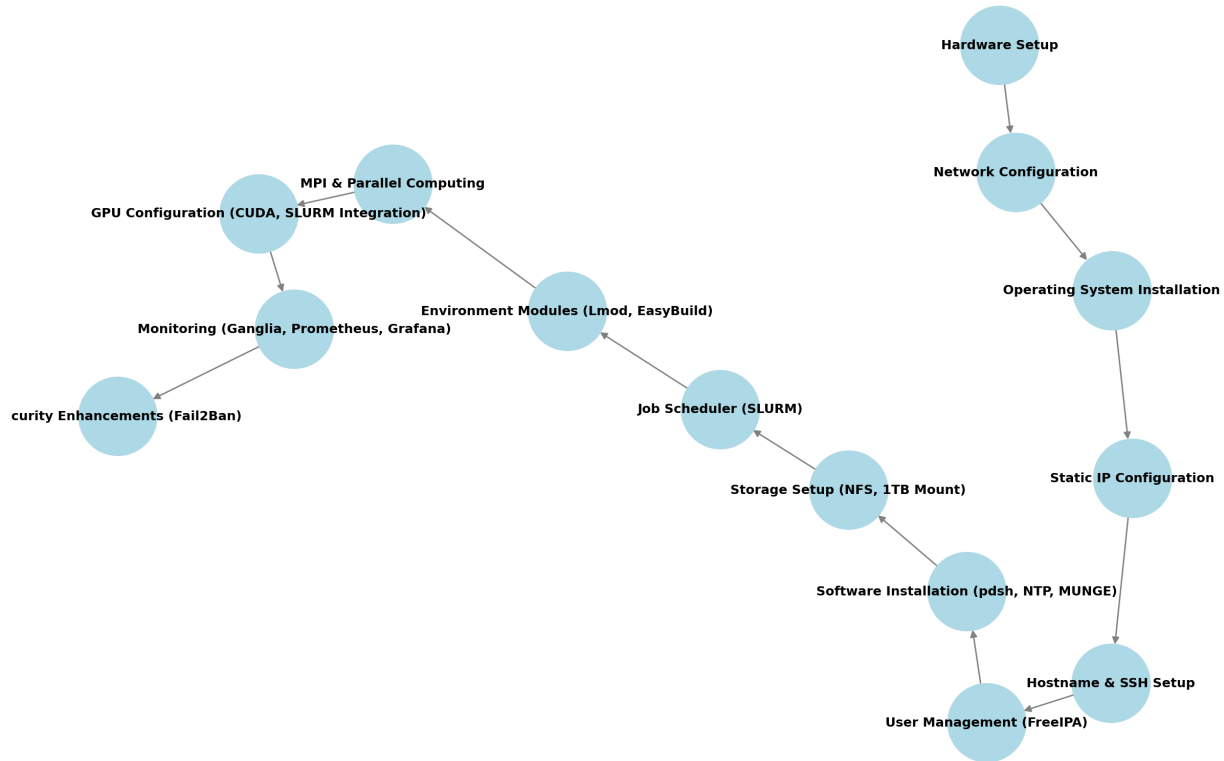 Hardware Setup
Network Configuration
Operating System Installation
Static IP Configuration
Hostname & SSH Setup
User Management (FreeIPA)
Software Installation (pdsh, NTP, MUNGE)
Storage Setup (NFS, 1TB Mount)
Job Scheduler (SLURM)
Environment Modules (Lmod, EasyBuild)
MPI & Parallel Computing
GPU Configuration (CUDA, SLURM Integration)
Monitoring (Ganglia, Prometheus, Grafana)
curity Enhancements (Fail2Ban)